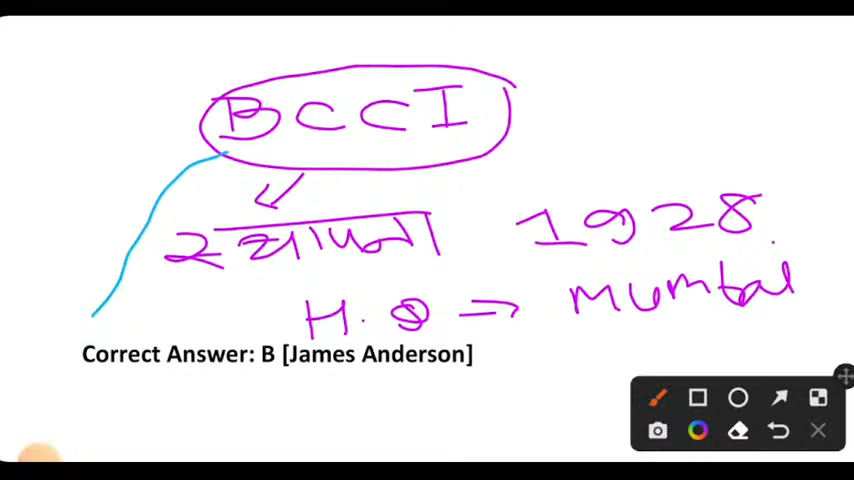 BCCI
स्थापना 1928
H.Q ⇒ Mumbai
Correct Answer: B [James Anderson]